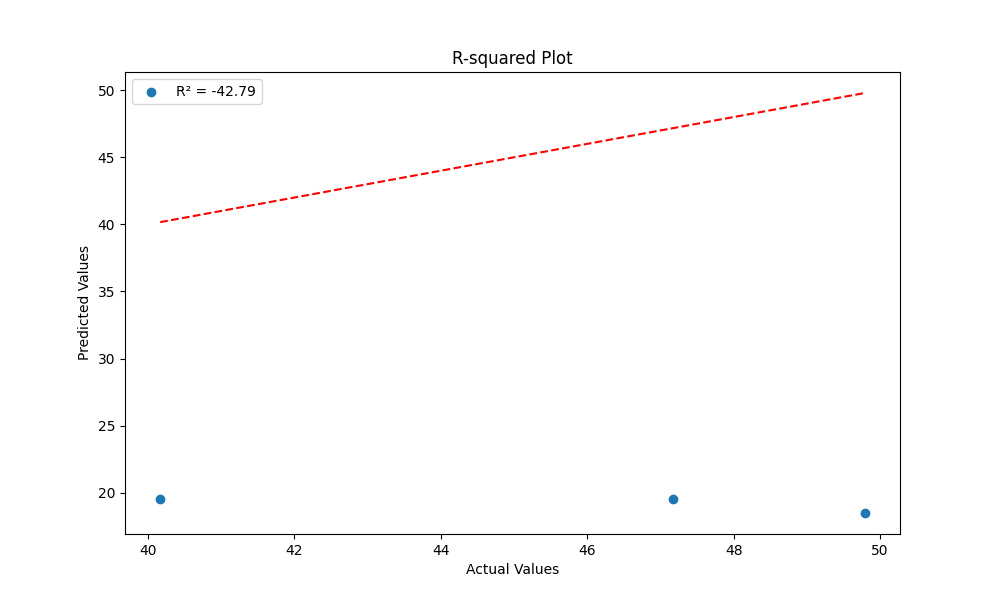 R-squared Plot
R² = -42.79
50
45
40
35
30
25
20
Predicted Values
40 42 44 46 48 50
Actual Values